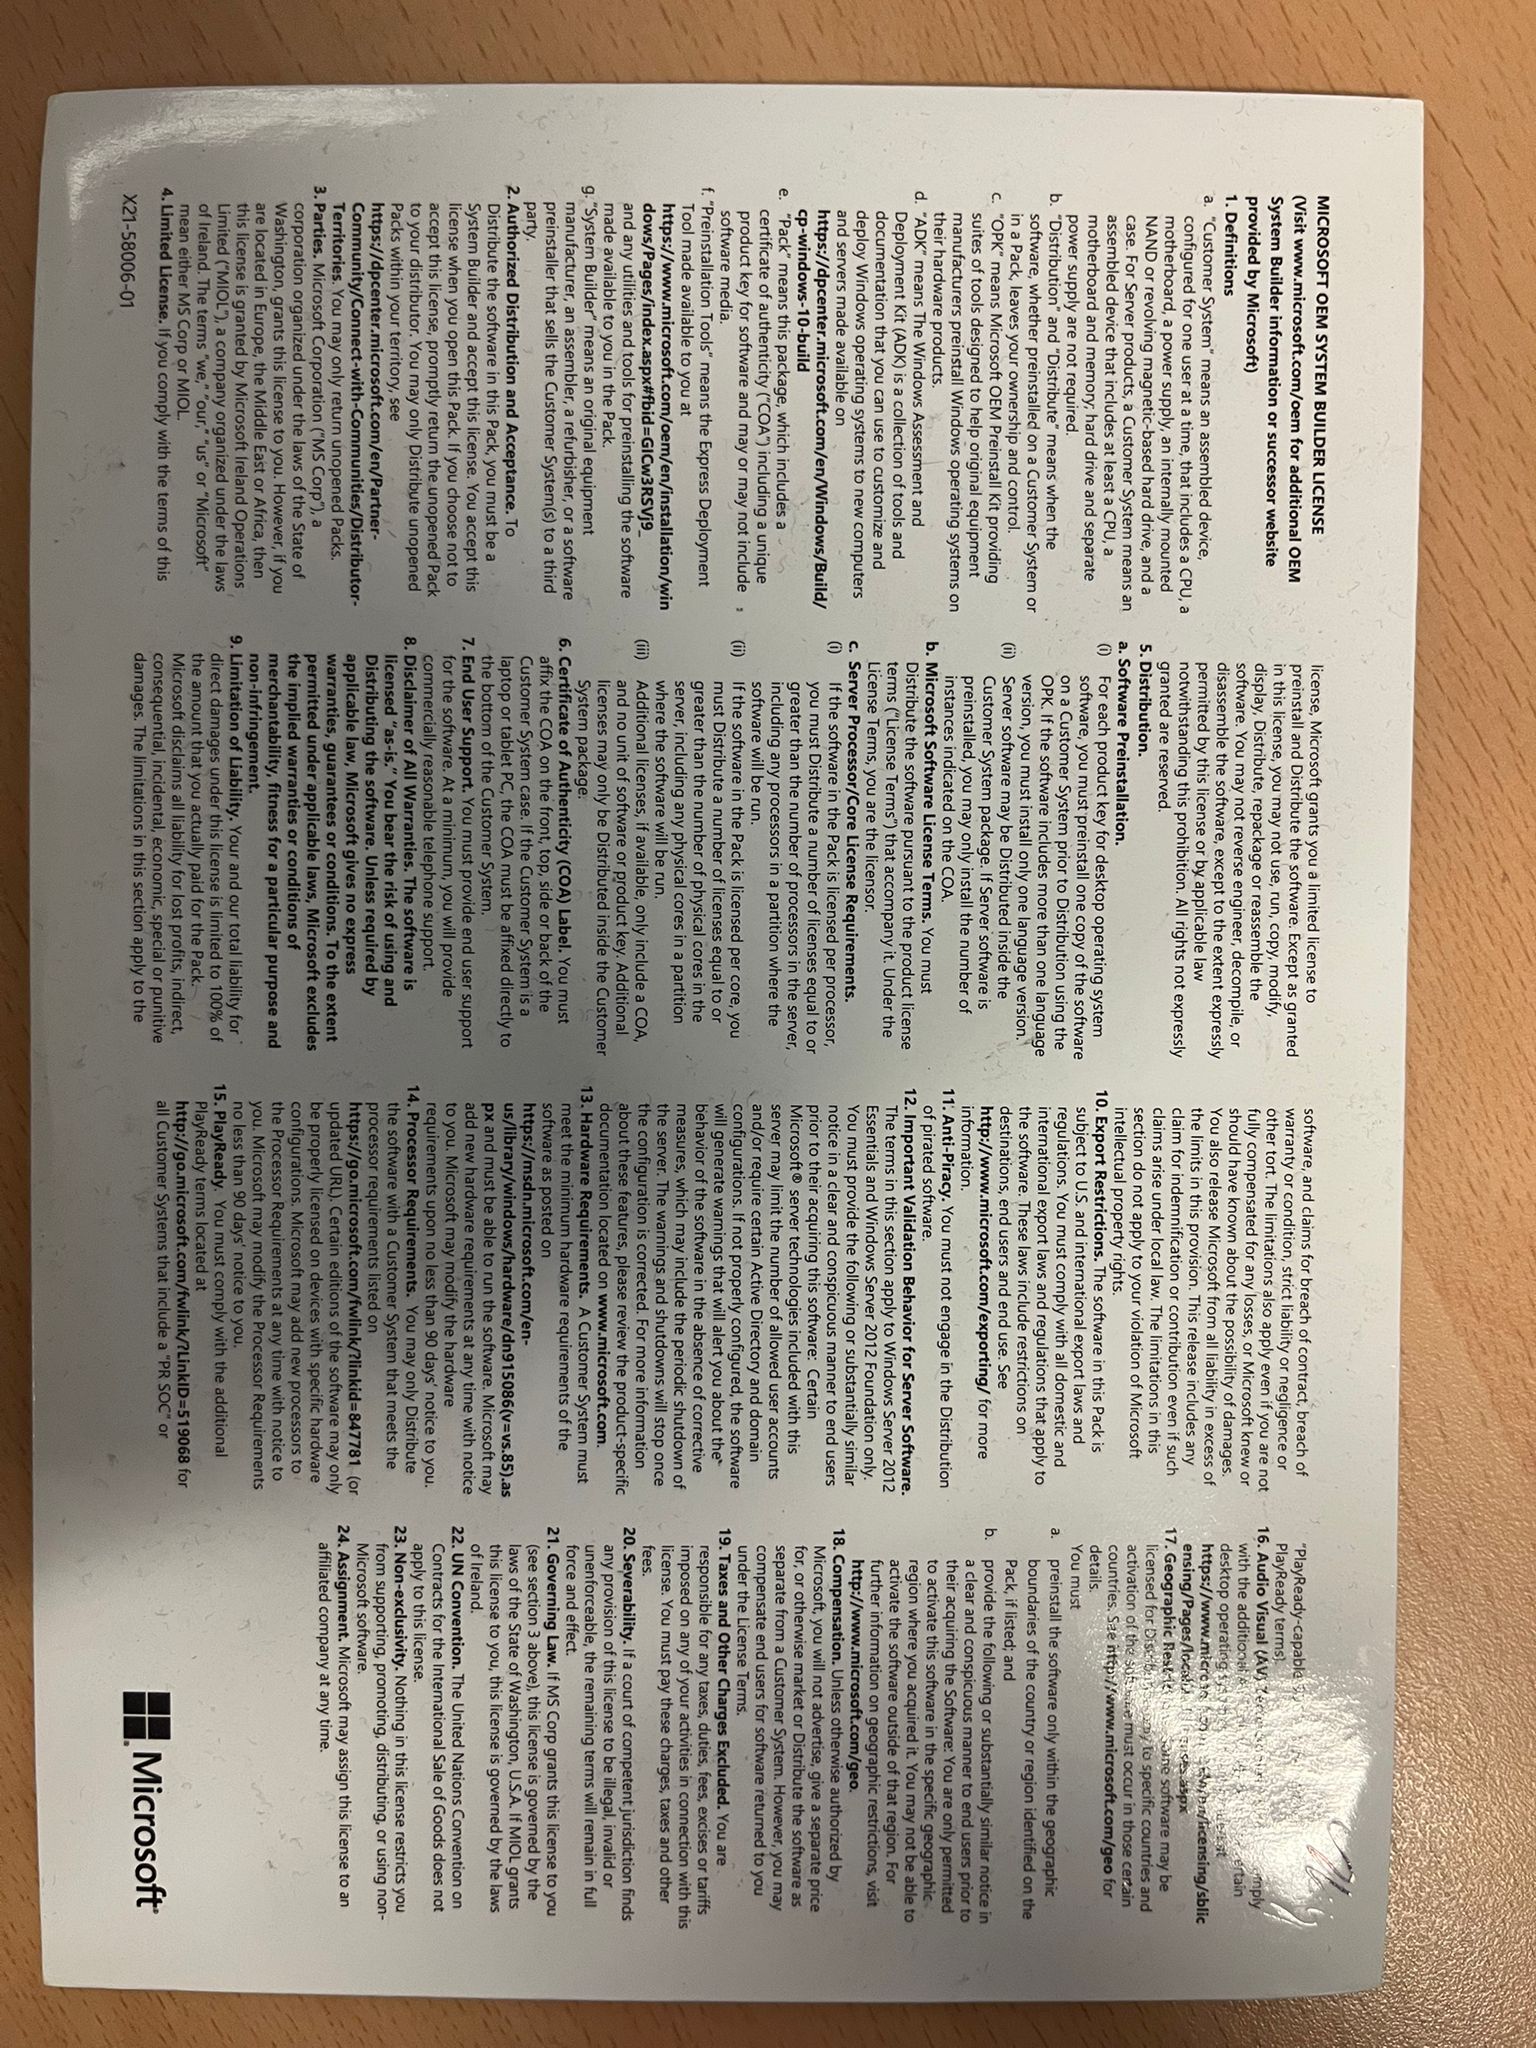 MICROSOFT OEM SYSTEM BUILDER LICENSE
(Visit www.microsoft.com/oem for additional OEM
System Builder information or successor website
provided by Microsoft)
1. Definitions
a. "Customer System" means an assembled device,
configured for one user at a time, that includes a CPU, a
motherboard, a power supply, an internally mounted
NAND or revolving magnetic-based hard drive, and a
case. For Server products, a Customer System means an
assembled device that includes at least a CPU, a
motherboard and memory; hard drive and separate
power supply are not required.
b. "Distribution" and "Distribute" means when the
software, whether preinstalled on a Customer System or
in a Pack, leaves your ownership and control.
c. "OPK" means Microsoft OEM Preinstall Kit providing
suites of tools designed to help original equipment
manufacturers preinstall Windows operating systems on
their hardware products.
d. "ADK" means The Windows Assessment and
Deployment Kit (ADK) is a collection of tools and
documentation that you can use to customize and
deploy Windows operating systems to new computers
and servers made available on
https://dpcenter.microsoft.com/en/Windows/Build/
cp-windows-10-build
e. "Pack" means this package, which includes a
certificate of authenticity ("COA") including a unique
product key for software and may or may not include
software media.
f. "Preinstallation Tools" means the Express Deployment
Tool made available to you at
https://www.microsoft.com/oem/en/installation/win
dows/Pages/index.aspx#fbid=GlCw3RSVj9_
and any utilities and tools for preinstalling the software
made available to you in the Pack.
g. "System Builder" means an original equipment
manufacturer, an assembler, a refurbisher, or a software
preinstaller that sells the Customer System(s) to a third
party.
2. Authorized Distribution and Acceptance. To
Distribute the software in this Pack, you must be a
System Builder and accept this license. You accept this
license when you open this Pack. If you choose not to
accept this license, promptly return the unopened Pack
to your distributor. You may only Distribute unopened
Packs within your territory, see
https://dpcenter.microsoft.com/en/Partner-
Community/Connect-with-Communities/Distributor-
Territories. You may only return unopened Packs.
3. Parties. Microsoft Corporation ("MS Corp"), a
corporation organized under the laws of the State of
Washington, grants this license to you. However, if you
are located in Europe, the Middle East or Africa, then
this license is granted by Microsoft Ireland Operations
Limited ("MIOL"), a company organized under the laws
of Ireland. The terms "we," "our," "us" or "Microsoft"
mean either MS Corp or MIOL.
4. Limited License. If you comply with the terms of this
X21-58006-01
license, Microsoft grants you a limited license to
preinstall and Distribute the software. Except as granted
in this license, you may not use, run, copy, modify,
display, Distribute, repackage or reassemble the
software. You may not reverse engineer, decompile, or
disassemble the software, except to the extent expressly
permitted by this license or by applicable law
notwithstanding this prohibition. All rights not expressly
granted are reserved.
5. Distribution.
a. Software Preinstallation.
(i) For each product key for desktop operating system
software, you must preinstall one copy of the software
on a Customer System prior to Distribution using the
OPK. If the software includes more than one language
version, you must install only one language version.
(ii) Server software may be Distributed inside the
Customer System package. If Server software is
preinstalled, you may only install the number of
instances indicated on the COA.
b. Microsoft Software License Terms. You must
Distribute the software pursuant to the product license
terms ("License Terms") that accompany it. Under the
License Terms, you are the licensor.
c. Server Processor/Core License Requirements.
(i) If the software in the Pack is licensed per processor,
you must Distribute a number of licenses equal to or
greater than the number of processors in the server,
including any processors in a partition where the
software will be run.
(ii) If the software in the Pack is licensed per core, you
must Distribute a number of licenses equal to or
greater than the number of physical cores in the
server, including any physical cores in a partition
where the software will be run.
(iii) Additional licenses, if available, only include a COA,
and no unit of software or product key. Additional
licenses may only be Distributed inside the Customer
System package.
6. Certificate of Authenticity (COA) Label. You must
affix the COA on the front, top, side or back of the
Customer System case. If the Customer System is a
laptop or tablet PC, the COA must be affixed directly to
the bottom of the Customer System.
7. End User Support. You must provide end user support
for the software. At a minimum, you will provide
commercially reasonable telephone support.
8. Disclaimer of All Warranties. The software is
licensed "as-is." You bear the risk of using and
Distributing the software. Unless required by
applicable law, Microsoft gives no express
warranties, guarantees or conditions. To the extent
permitted under applicable laws, Microsoft excludes
the implied warranties or conditions of
merchantability, fitness for a particular purpose and
non-infringement.
9. Limitation of Liability. Your and our total liability for
direct damages under this license is limited to 100% of
the amount that you actually paid for the Pack.
Microsoft disclaims all liability for lost profits, indirect,
consequential, incidental, economic, special or punitive
damages. The limitations in this section apply to the
software, and claims for breach of contract, breach of
warranty or condition, strict liability or negligence or
other tort. The limitations also apply even if you are not
fully compensated for any losses, or Microsoft knew or
should have known about the possibility of damages.
You also release Microsoft from all liability in excess of
the limits in this provision. This release includes any
claim for indemnification or contribution even if such
claims arise under local law. The limitations in this
section do not apply to your violation of Microsoft
intellectual property rights.
10. Export Restrictions. The software in this Pack is
subject to U.S. and international export laws and
regulations. You must comply with all domestic and
international export laws and regulations that apply to
the software. These laws include restrictions on
destinations, end users and end use. See
http://www.microsoft.com/exporting/ for more
information.
11. Anti-Piracy. You must not engage in the Distribution
of pirated software.
12. Important Validation Behavior for Server Software.
The terms in this section apply to Windows Server 2012
Essentials and Windows Server 2012 Foundation only.
You must provide the following or substantially similar
notice in a clear and conspicuous manner to end users
prior to their acquiring this software: Certain
Microsoft® server technologies included with this
server may limit the number of allowed user accounts
and/or require certain Active Directory and domain
configurations. If not properly configured, the software
will generate warnings that will alert you about the
behavior of the software in the absence of corrective
measures, which may include the periodic shutdown of
the server. The warnings and shutdowns will stop once
the configuration is corrected. For more information
about these features, please review the product-specific
documentation located on www.microsoft.com.
13. Hardware Requirements. A Customer System must
meet the minimum hardware requirements of the
software as posted on
https://msdn.microsoft.com/en-
us/library/windows/hardware/dn915086(v=vs.85).as
px and must be able to run the software. Microsoft may
add new hardware requirements at any time with notice
to you. Microsoft may modify the hardware
requirements upon no less than 90 days' notice to you.
14. Processor Requirements. You may only Distribute
the software with a Customer System that meets the
processor requirements listed on
https://go.microsoft.com/fwlink/?linkid=847781 (or
updated URL). Certain editions of the software may only
be properly licensed on devices with specific hardware
configurations. Microsoft may add new processors to
the Processor Requirements at any time with notice to
you. Microsoft may modify the Processor Requirements
no less than 90 days' notice to you.
15. PlayReady. You must comply with the additional
PlayReady terms located at
http://go.microsoft.com/fwlink/?LinkID=519068 for
all Customer Systems that include a "PR SOC" or
"PlayReady-capable
PlayReady terms).
16. Audio Visual (AV)
with the additional
desktop operating
ensing/Pages/
17. Geographic software may be
licensed for to specific countries and
activation of the must occur in those certain
countries. See http://www.microsoft.com/geo for
details.
You must
a. preinstall the software only within the geographic
boundaries of the country or region identified on the
Pack, if listed; and
b. provide the following or substantially similar notice in
a clear and conspicuous manner to end users prior to
their acquiring the Software: You are only permitted
to activate this software in the specific geographic
region where you acquired it. You may not be able to
activate the software outside of that region. For
further information on geographic restrictions, visit
http://www.microsoft.com/geo.
18. Compensation. Unless otherwise authorized by
Microsoft, you will not advertise, give a separate price
for, or otherwise market or Distribute the software as
separate from a Customer System. However, you may
compensate end users for software returned to you
under the License Terms.
19. Taxes and Other Charges Excluded. You are
responsible for any taxes, duties, fees, excises or tariffs
imposed on any of your activities in connection with this
license. You must pay these charges, taxes and other
fees.
20. Severability. If a court of competent jurisdiction finds
any provision of this license to be illegal, invalid or
unenforceable, the remaining terms will remain in full
force and effect.
21. Governing Law. If MS Corp grants this license to you
(see section 3 above), this license is governed by the
laws of the State of Washington, U.S.A. If MIOL grants
this license to you, this license is governed by the laws
of Ireland.
22. UN Convention. The United Nations Convention on
Contracts for the International Sale of Goods does not
apply to this license.
23. Non-exclusivity. Nothing in this license restricts you
from supporting, promoting, distributing, or using non-
Microsoft software.
24. Assignment. Microsoft may assign this license to an
affiliated company at any time.
Microsoft